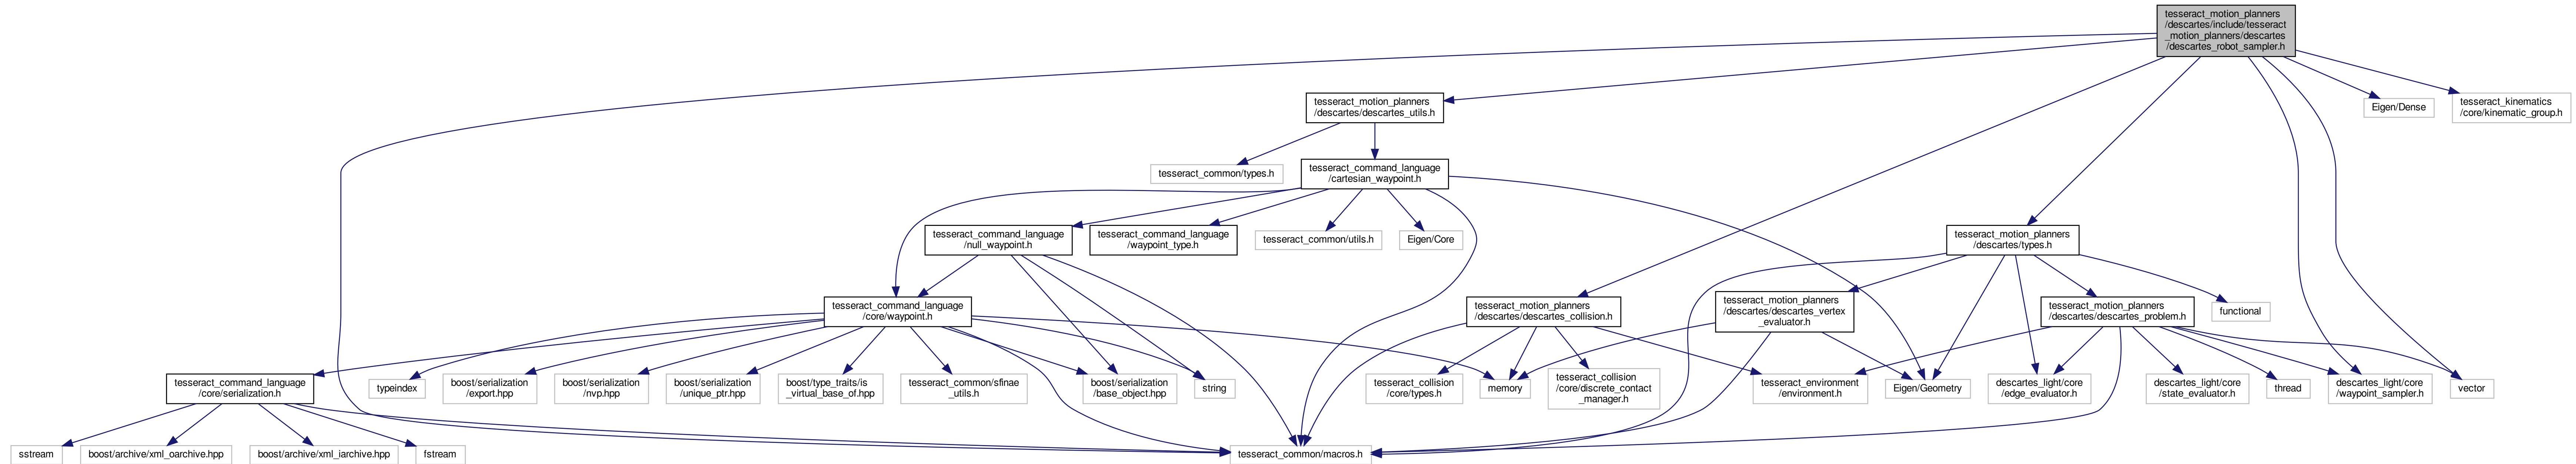 tesseract_motion_planners
/descartes/include/tesseract
_motion_planners/descartes
/descartes_robot_sampler.h
tesseract_motion_planners
/descartes/descartes_utils.h
Eigen/Dense
tesseract_kinematics
/core/kinematic_group.h
tesseract_common/types.h
tesseract_command_language
/cartesian_waypoint.h
tesseract_command_language
/null_waypoint.h
tesseract_command_language
/waypoint_type.h
tesseract_common/utils.h
Eigen/Core
tesseract_motion_planners
/descartes/types.h
tesseract_command_language
/core/waypoint.h
tesseract_motion_planners
/descartes/descartes_collision.h
tesseract_motion_planners
/descartes/descartes_vertex
_evaluator.h
tesseract_motion_planners
/descartes/descartes_problem.h
functional
tesseract_command_language
/core/serialization.h
typeindex
boost/serialization
/export.hpp
boost/serialization
/nvp.hpp
boost/serialization
/unique_ptr.hpp
boost/type_traits/is
_virtual_base_of.hpp
tesseract_common/sfinae
_utils.h
boost/serialization
/base_object.hpp
string
tesseract_collision
/core/types.h
memory
tesseract_collision
/core/discrete_contact
_manager.h
tesseract_environment
/environment.h
Eigen/Geometry
descartes_light/core
/edge_evaluator.h
descartes_light/core
/state_evaluator.h
thread
descartes_light/core
/waypoint_sampler.h
vector
sstream
boost/archive/xml_oarchive.hpp
boost/archive/xml_iarchive.hpp
fstream
tesseract_common/macros.h